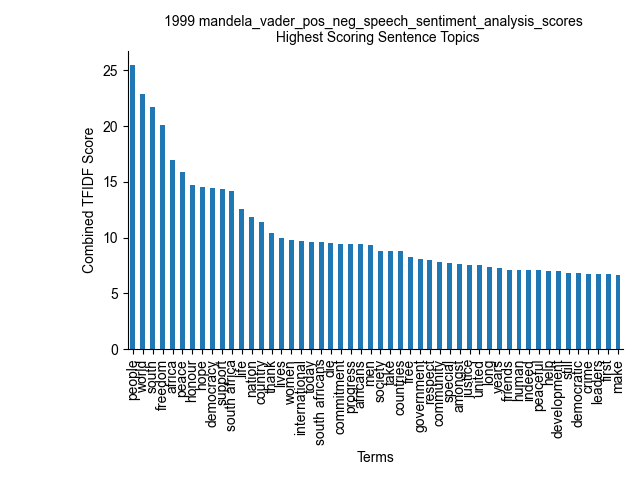 1999 mandela_vader_pos_neg_speech_sentiment_analysis_scores
Highest Scoring Sentence Topics
Combined TFIDF Score
25
20
15
10
5
0
people
world
south
freedom
africa
peace
honour
hope
democracy
support
south africa
life
nation
country
thank
lives
women
international
today
south africans
die
commitment
progress
africans
men
society
take
countries
free
government
respect
community
special
amongst
justice
united
long
years
friends
human
indeed
peaceful
help
development
still
democratic
crime
leaders
first
make
Terms